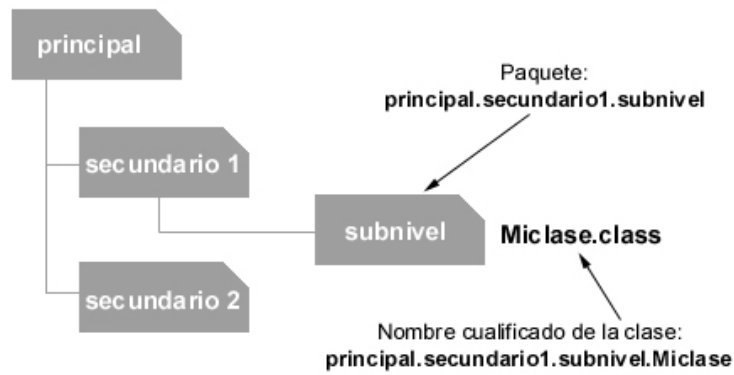 principal
Paquete:
principal.secundario1.subnivel
secundario 1
subnivel
Miclase.class
secundario 2
Nombre cualificado de la clase:
principal.secundario1.subnivel.Miclase